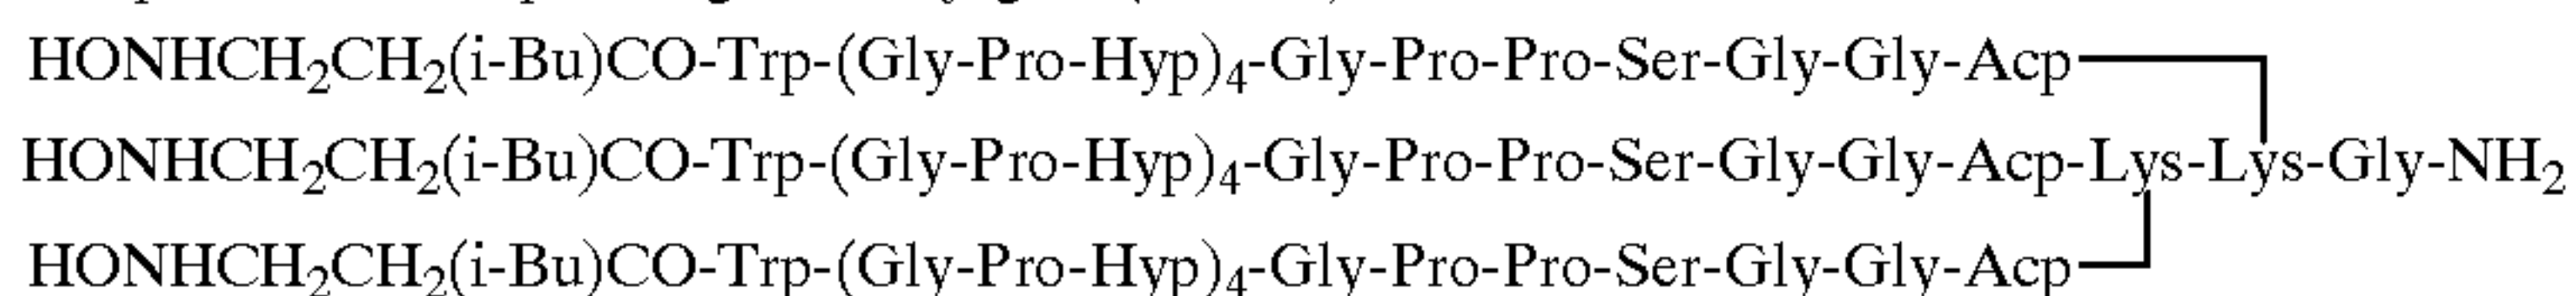 HONHCH₂CH₂(i-Bu)CO-Trp-(Gly-Pro-Hyp)₄-Gly-Pro-Pro-Ser-Gly-Gly-Acp
HONHCH₂CH₂(i-Bu)CO-Trp-(Gly-Pro-Hyp)₄-Gly-Pro-Pro-Ser-Gly-Gly-Acp-Lys-Lys-Gly-NH₂
HONHCH₂CH₂(i-Bu)CO-Trp-(Gly-Pro-Hyp)₄-Gly-Pro-Pro-Ser-Gly-Gly-Acp